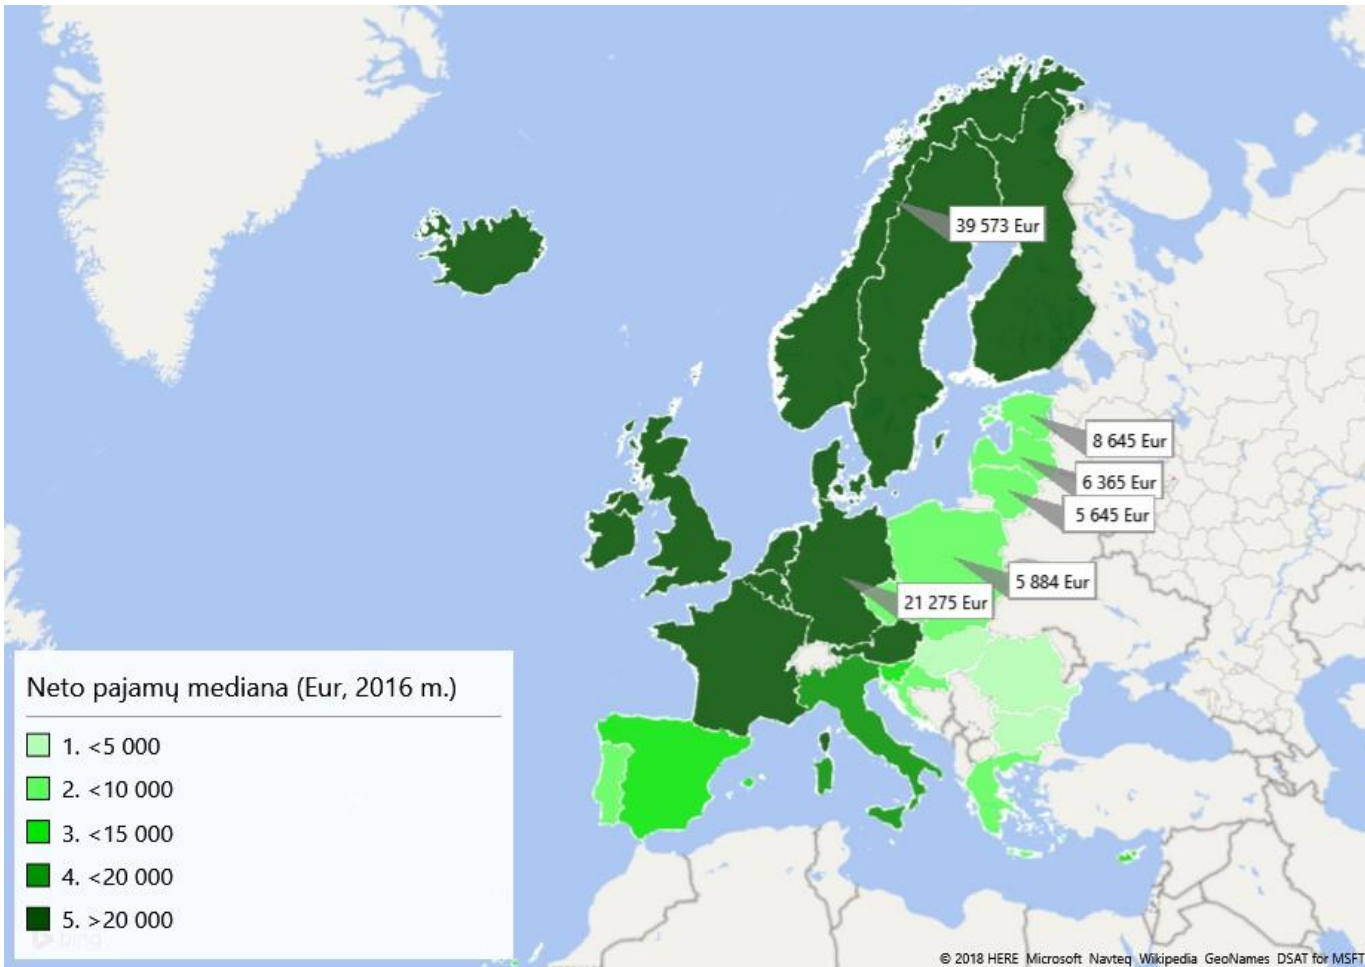 39 573 Eur
8 645 Eur
6 365 Eur
5 645 Eur
5 884 Eur
21 275 Eur
Neto pajamų mediana (Eur, 2016 m.)
1. <5 000
2. <10 000
3. <15 000
4. <20 000
5. >20 000
bing
© 2018 HERE Microsoft Navteq Wikipedia GeoNames DSAT for MSFT